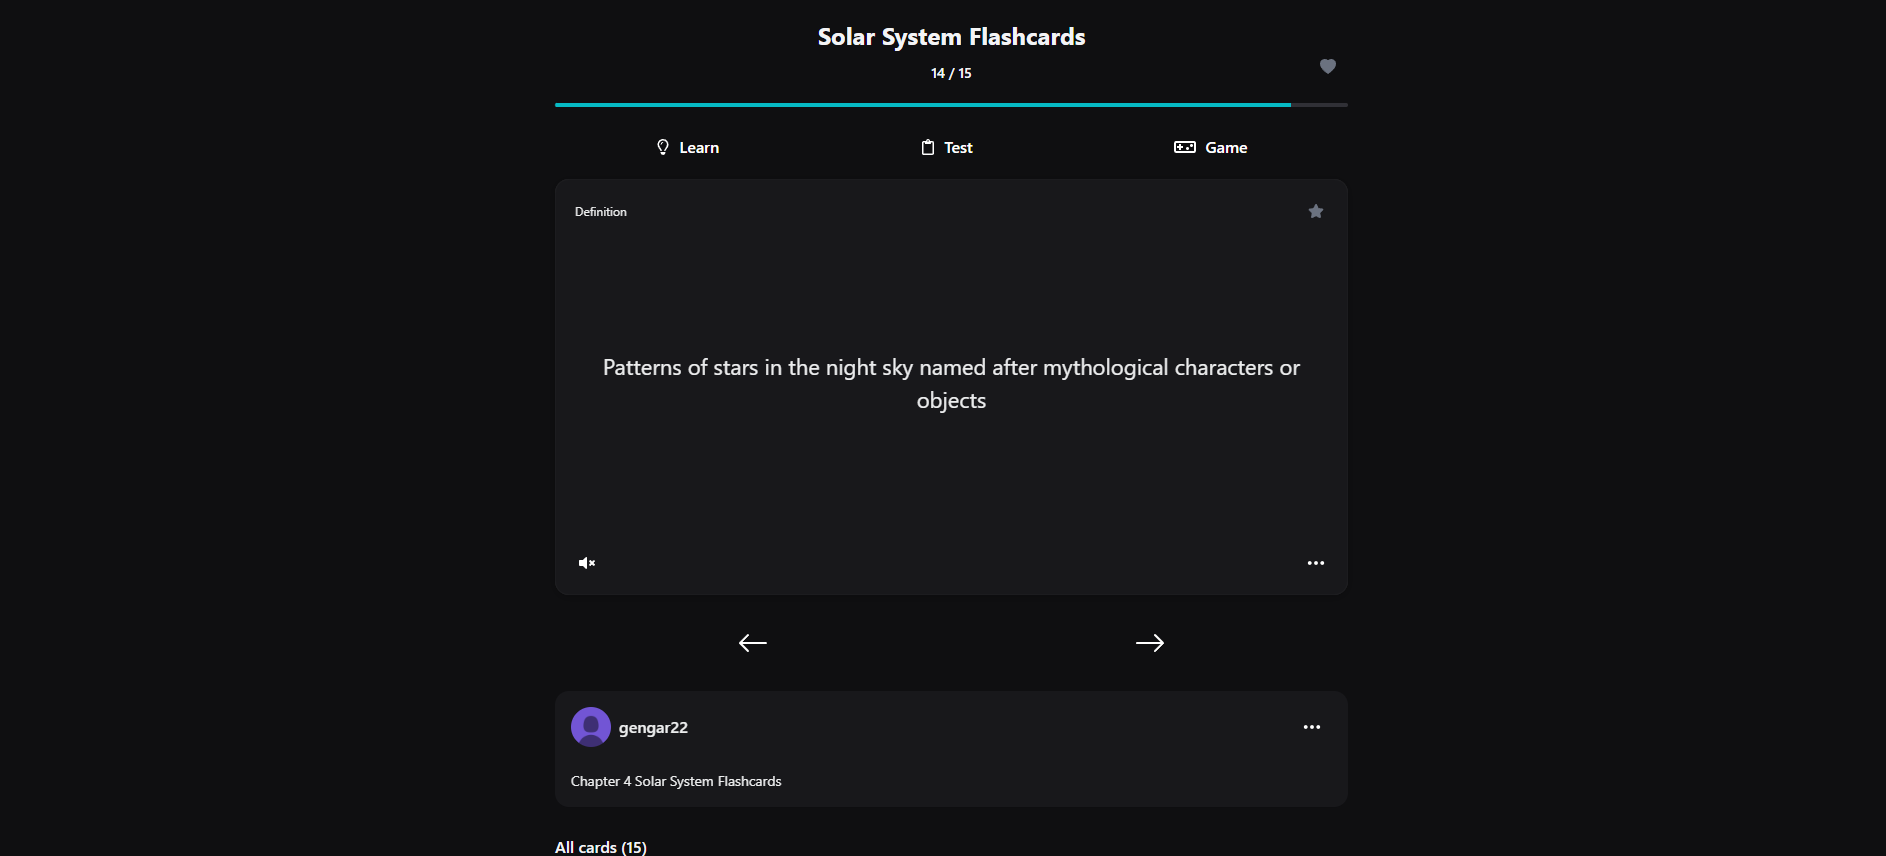 Solar System Flashcards
14 / 15
Learn
Test
Game
Definition
Patterns of stars in the night sky named after mythological characters or
objects
gengar22
Chapter 4 Solar System Flashcards
All cards (15)